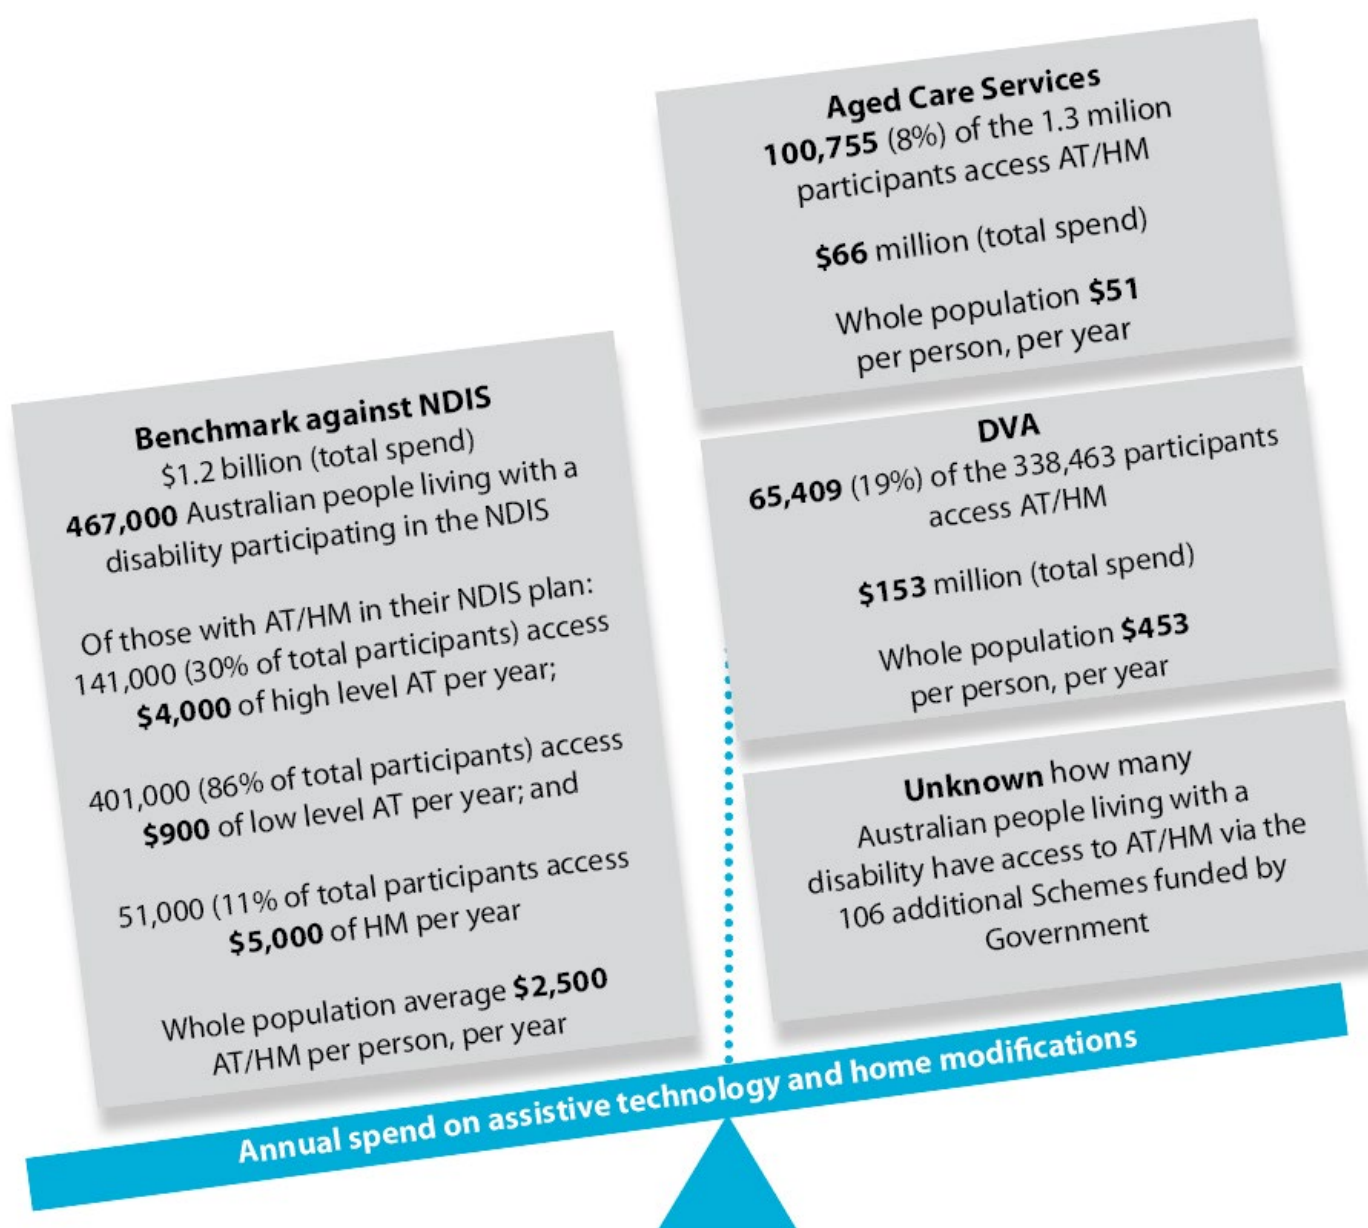 Benchmark against NDIS
$1.2 billion (total spend)
467,000 Australian people living with a
disability participating in the NDIS
Of those with AT/HM in their NDIS plan:
141,000 (30% of total participants) access
$4,000 of high level AT per year;
401,000 (86% of total participants) access
$900 of low level AT per year; and
51,000 (11% of total participants access
$5,000 of HM per year
Whole population average $2,500
AT/HM per person, per year
Aged Care Services
100,755 (8%) of the 1.3 milion
participants access AT/HM
$66 million (total spend)
Whole population $51
per person, per year
DVA
65,409 (19%) of the 338,463 participants
access AT/HM
$153 million (total spend)
Whole population $453
per person, per year
Unknown how many
Australian people living with a
disability have access to AT/HM via the
106 additional Schemes funded by
Government
Annual spend on assistive technology and home modifications